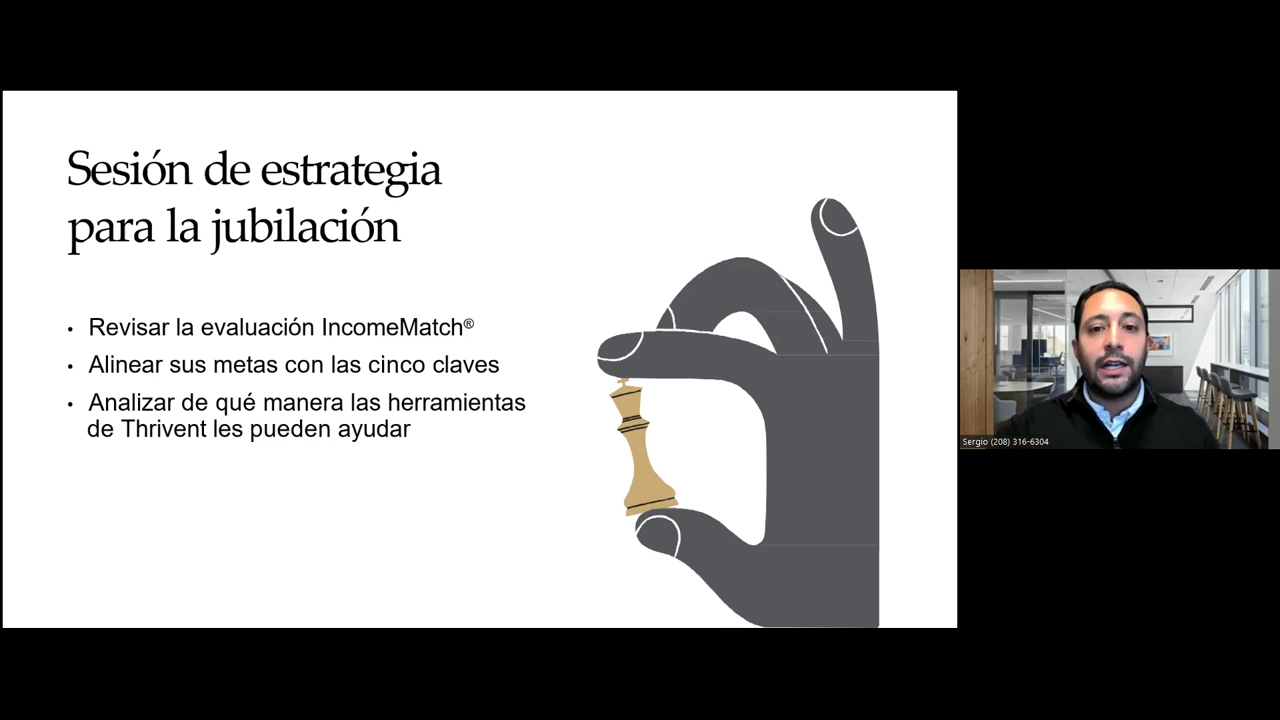 Sesión de estrategia
para la jubilación
• Revisar la evaluación IncomeMatch®
• Alinear sus metas con las cinco claves
• Analizar de qué manera las herramientas
de Thrivent les pueden ayudar
Sergio (208) 316-6304